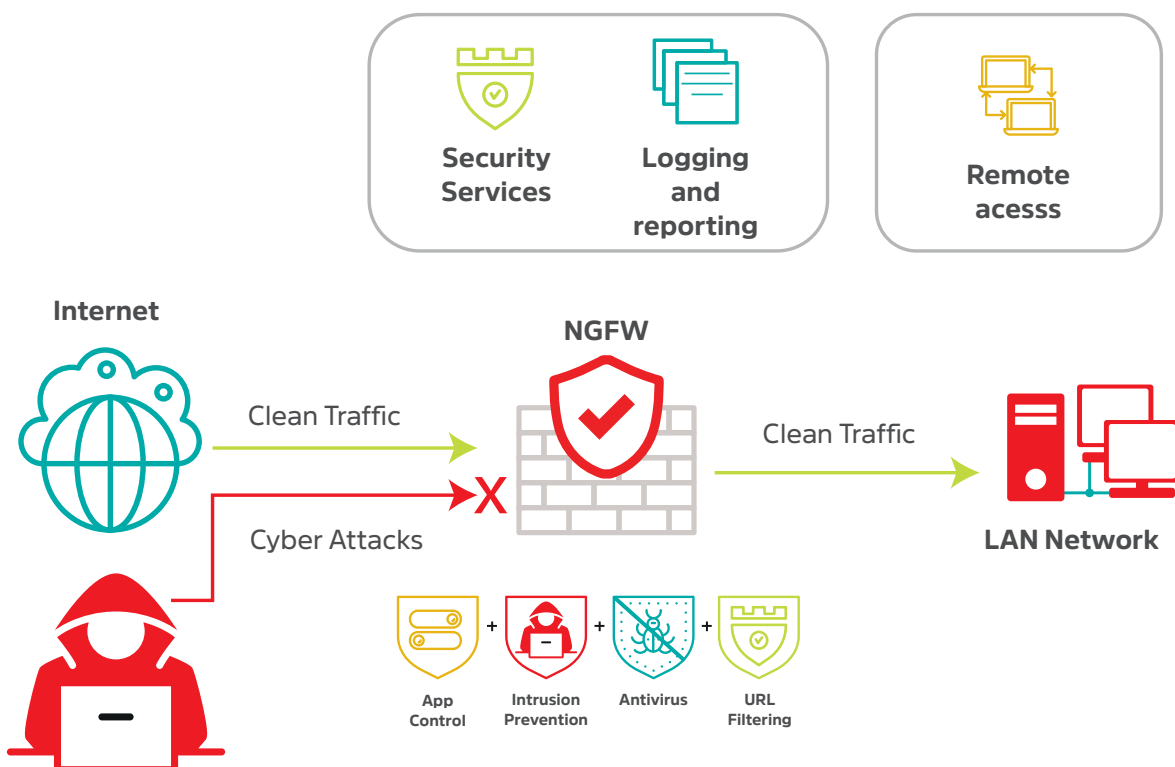 Security
Services
Logging
and
reporting
Remote
acesss
Internet
NGFW
Clean Traffic
Clean Traffic
X
Cyber Attacks
LAN Network
+
+
+
App
Control
Intrusion
Prevention
Antivirus
URL
Filtering